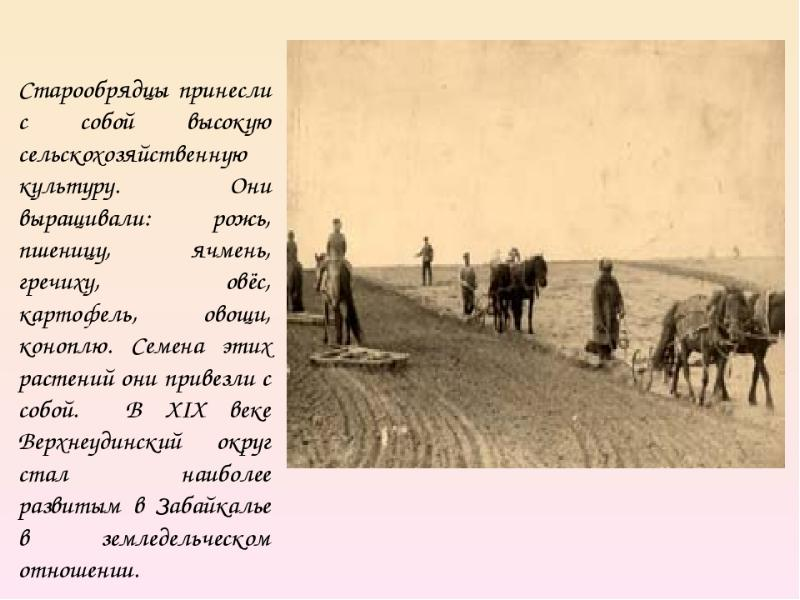 Старообрядцы принесли
с собой высокую
сельскохозяйственную
культуру. Они
выращивали: рожь,
пшеницу, ячмень,
гречиху, овёс,
картофель, овощи,
коноплю. Семена этих
растений они привезли с
собой. В XIX веке
Верхнеудинский округ
стал наиболее
развитым в Забайкалье
в земледельческом
отношении.